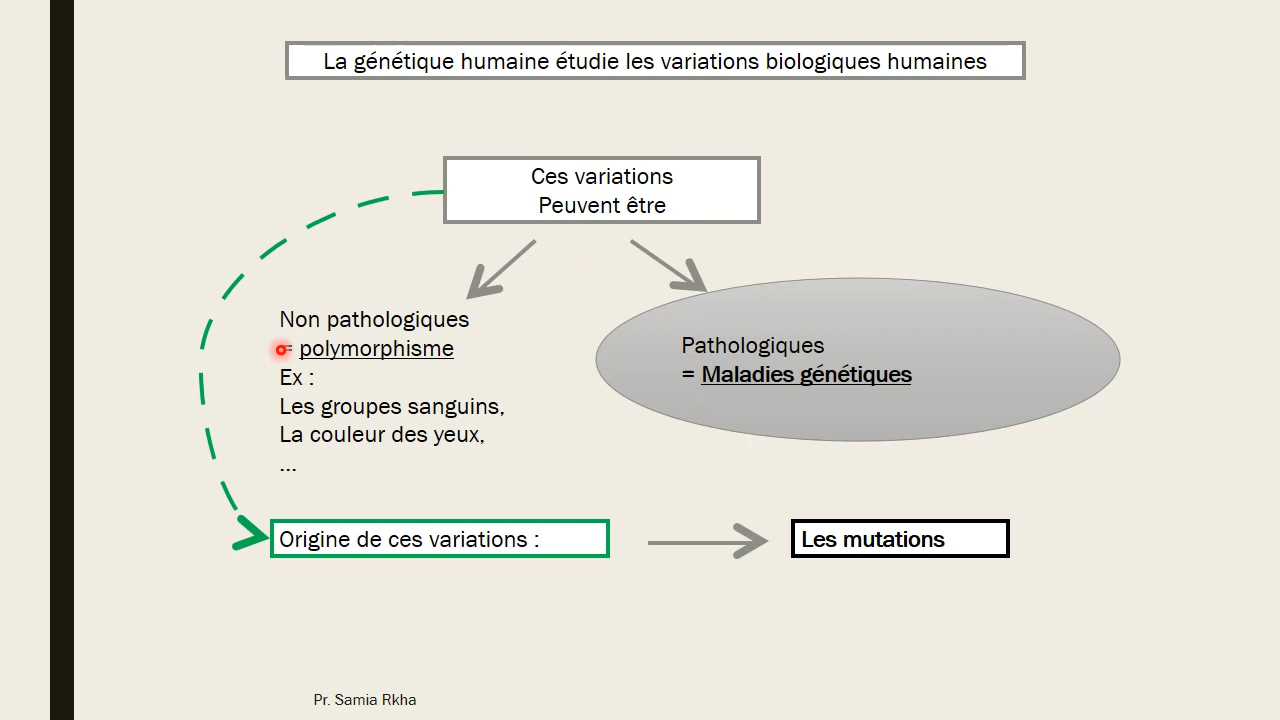 La génétique humaine étudie les variations biologiques humaines
Ces variations
Peuvent être
Non pathologiques
= polymorphisme
Ex :
Les groupes sanguins,
La couleur des yeux,
...
Pathologiques
= Maladies génétiques
Origine de ces variations :
Les mutations
Pr. Samia Rkha